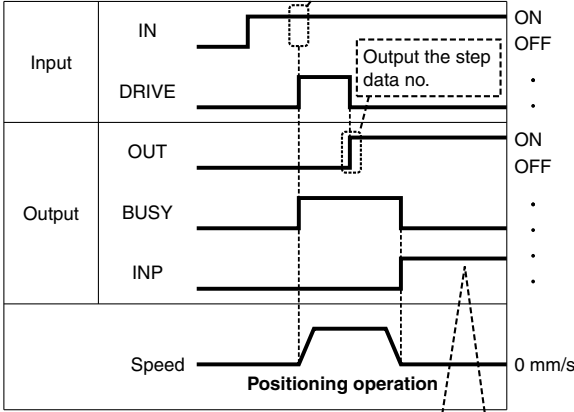 Input
IN
ON
OFF
DRIVE
Output the step
data no.
Output
OUT
ON
OFF
BUSY
INP
Speed
0 mm/s
Positioning operation